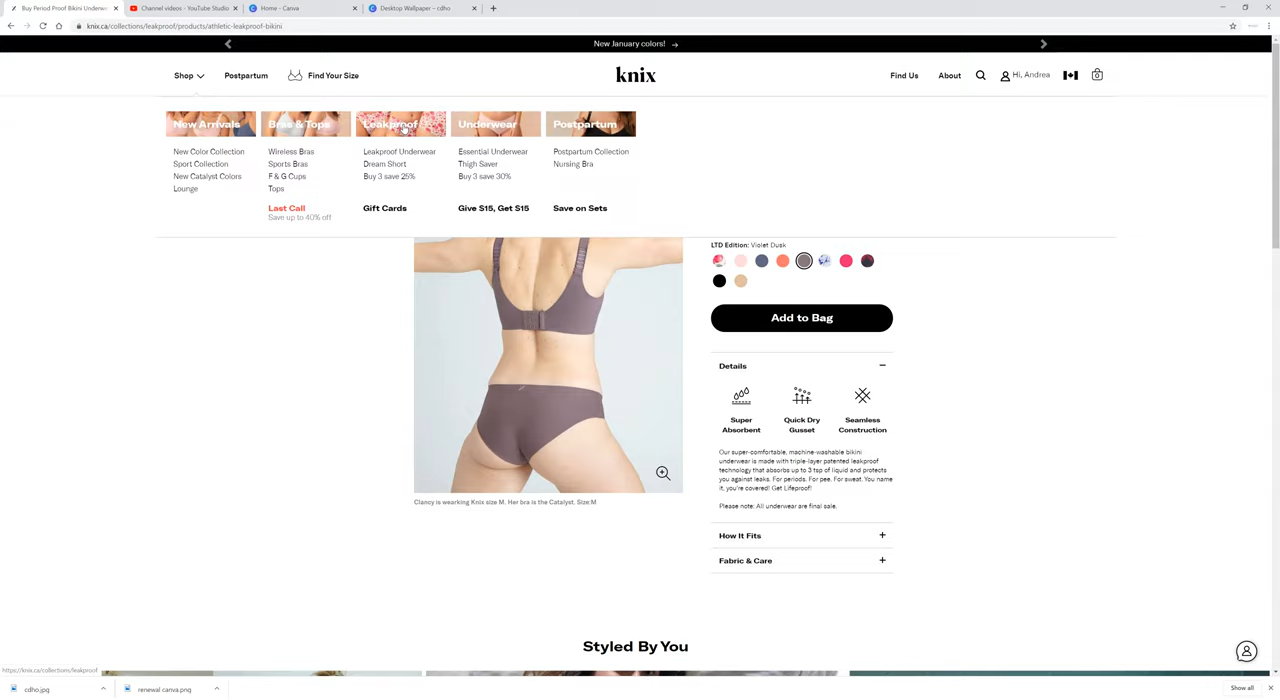 Buy Period Proof Bikini Underw
Channel videos - YouTube Studio
Home - Canva
Desktop Wallpaper – cdho
knix.ca/collections/leakproof/products/athletic-leakproof-bikini
New January colors! →
Shop
Postpartum
Find Your Size
knix
Find Us
About
Hi, Andrea
0
New Arrivals
Bras & Tops
Leakproof
Underwear
Postpartum
New Color Collection
Sport Collection
New Catalyst Colors
Lounge
Wireless Bras
Sports Bras
F & G Cups
Tops
Last Call
Save up to 40% off
Leakproof Underwear
Dream Short
Buy 3 save 25%
Gift Cards
Essential Underwear
Thigh Saver
Buy 3 save 30%
Give $15, Get $15
Postpartum Collection
Nursing Bra
Save on Sets
LTD Edition: Violet Dusk
Add to Bag
Details
Super
Absorbent
Quick Dry
Gusset
Seamless
Construction
Our super-comfortable, machine-washable bikini
underwear is made with triple-layer patented leakproof
technology that absorbs up to 3 tsp of liquid and protects
you against leaks. For periods. For pee. For sweat. You name
it, you're covered! Get Lifeproof!
Please note: All underwear are final sale.
Clancy is wearking Knix size M. Her bra is the Catalyst. Size:M
How It Fits
Fabric & Care
Styled By You
https://knix.ca/collections/leakproof
cdho.jpg
renewal.canva.png
Show all